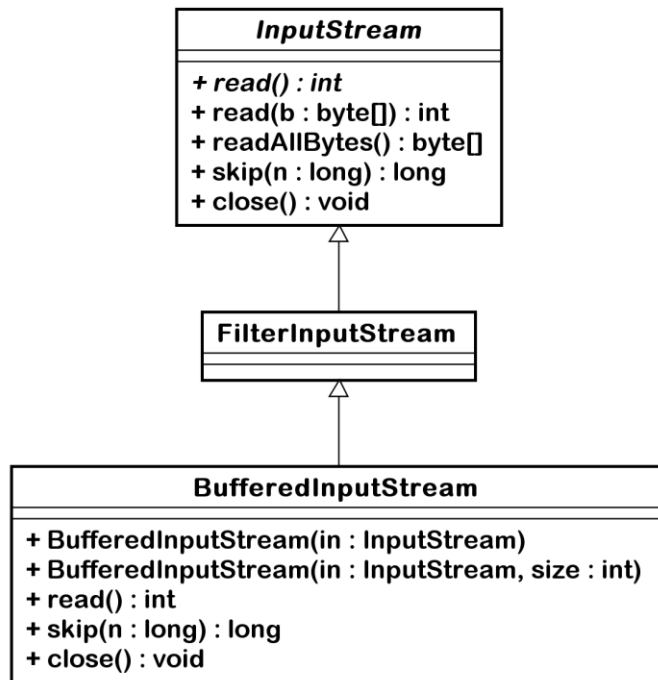 InputStream
+ read() : int
+ read(b : byte[]) : int
+ readAllBytes() : byte[]
+ skip(n : long) : long
+ close() : void
FilterInputStream
BufferedInputStream
+ BufferedInputStream(in : InputStream)
+ BufferedInputStream(in : InputStream, size : int)
+ read() : int
+ skip(n : long) : long
+ close() : void